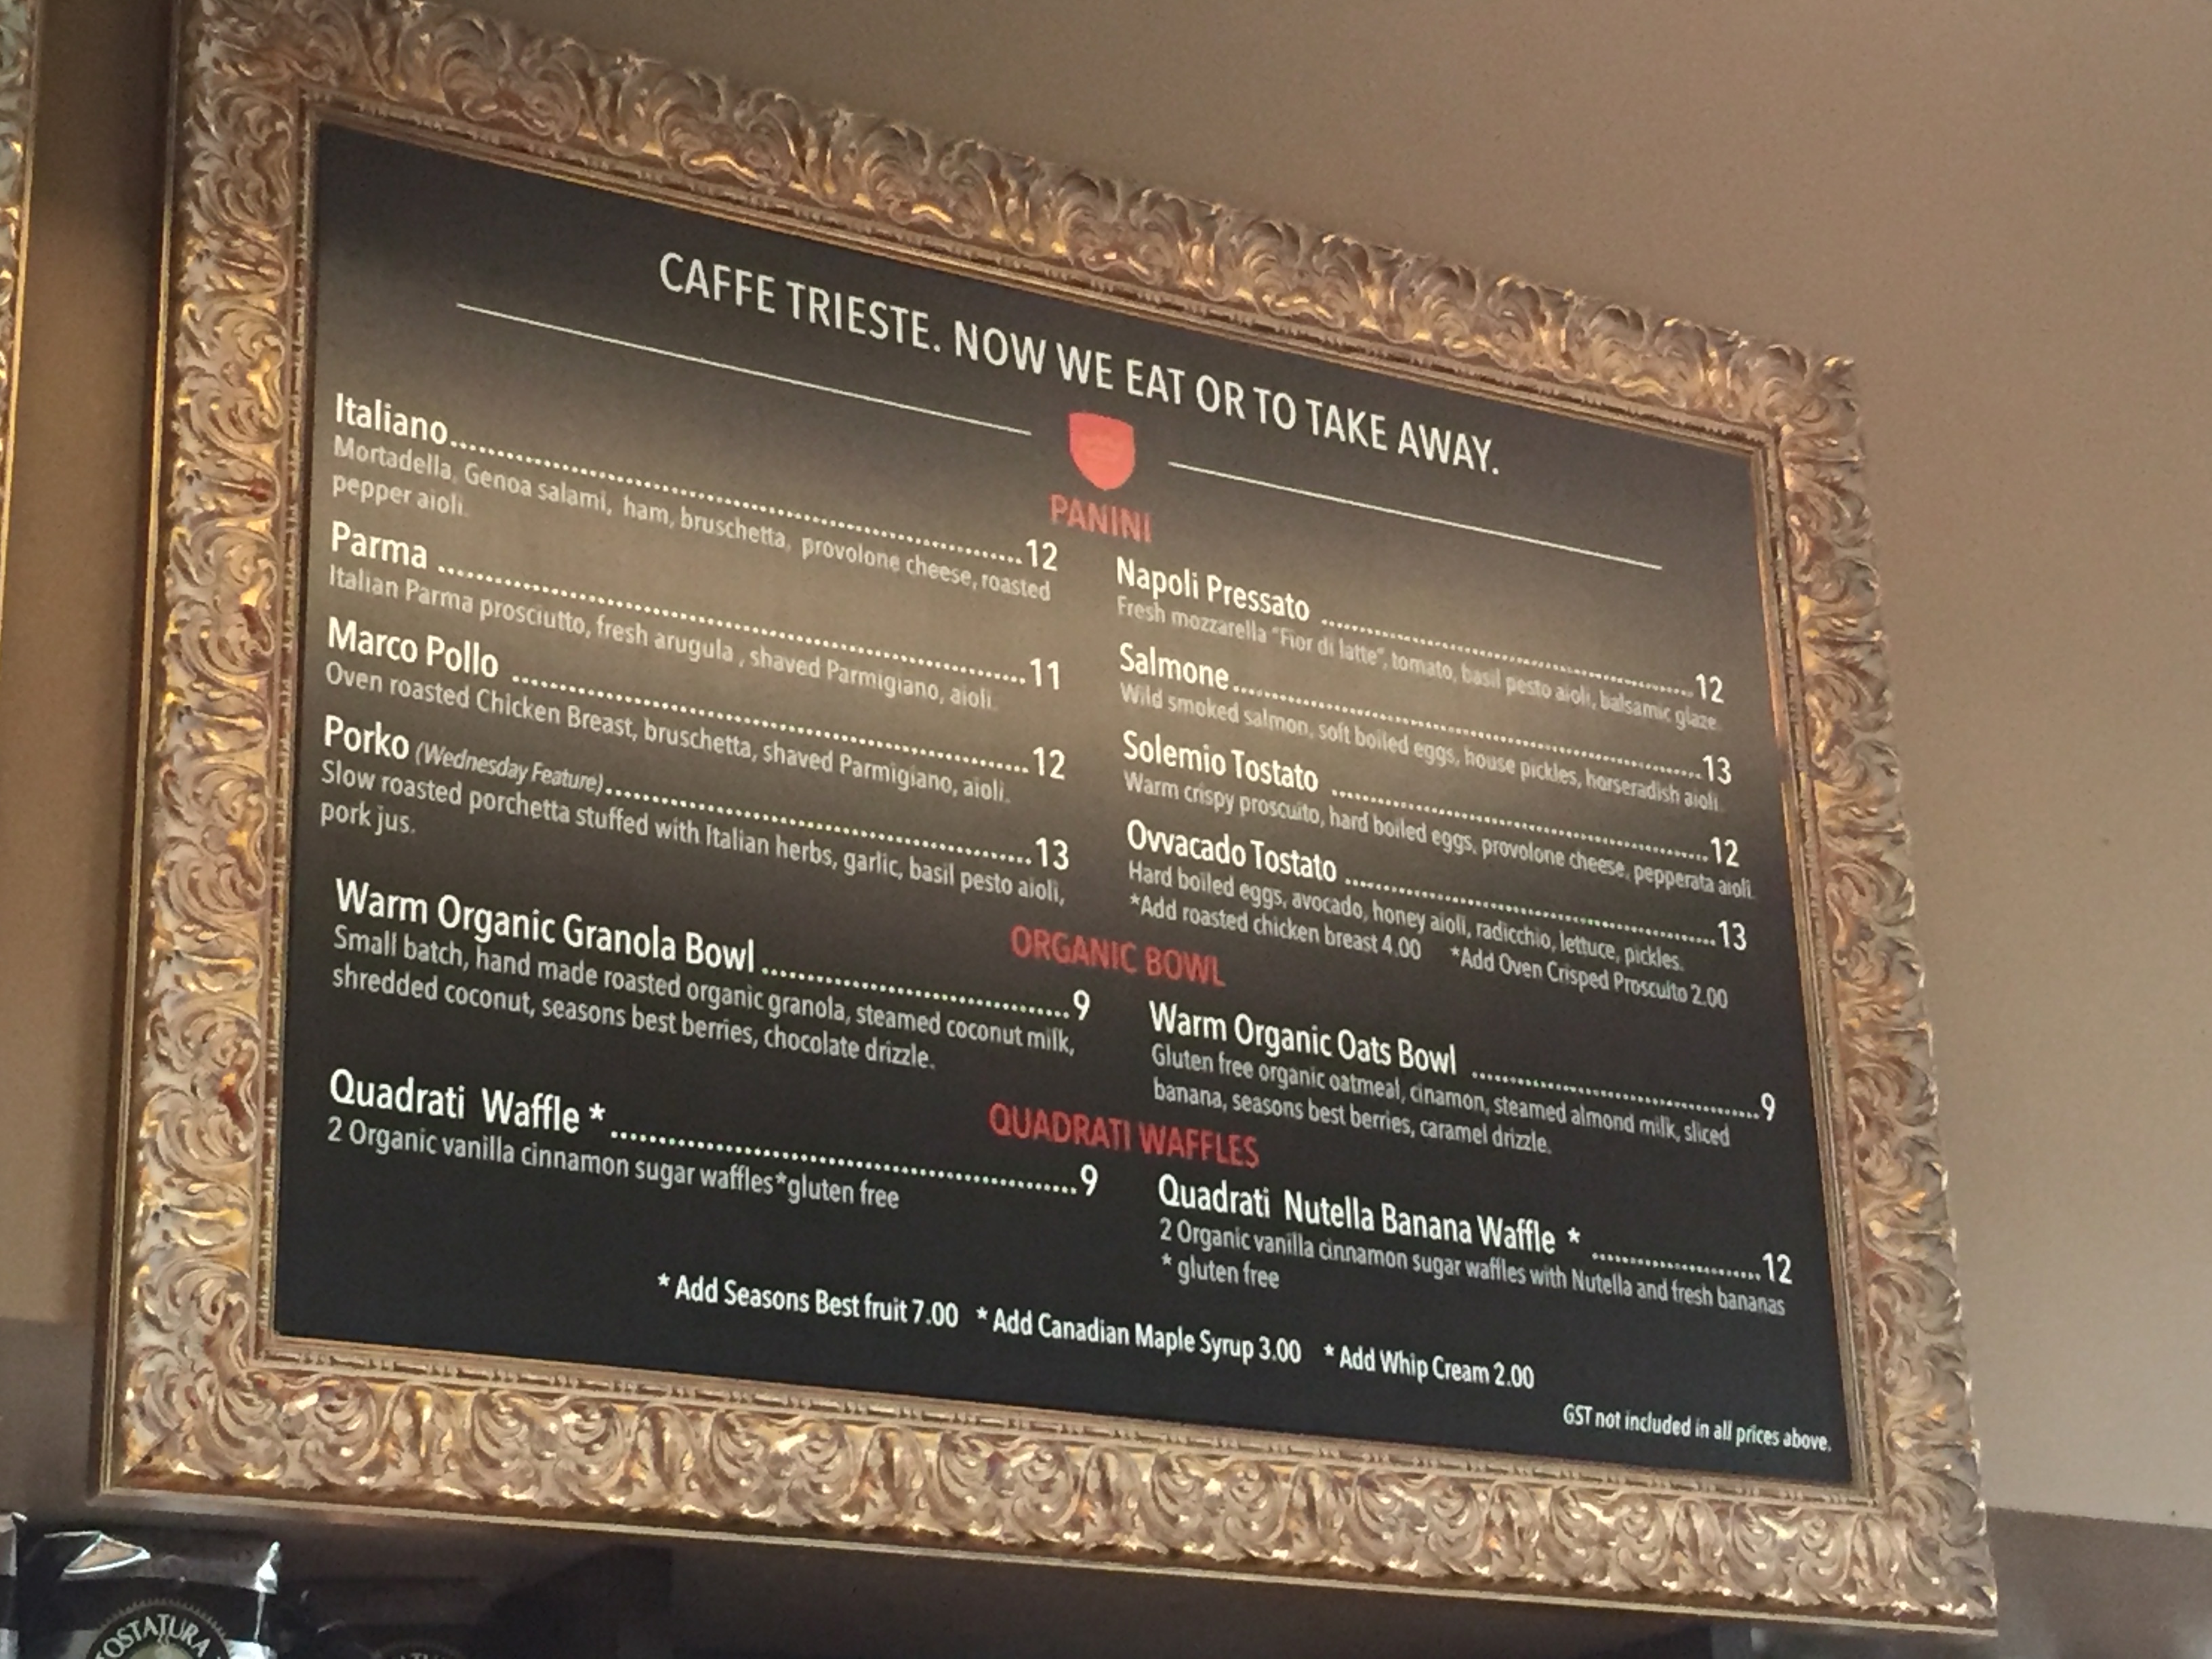 CAFFE TRIESTE. NOW WE EAT OR TO TAKE AWAY.
PANINI
Italiano....................12
Mortadella, Genoa salami, ham, bruschetta, provolone cheese, roasted
pepper aioli.
Parma ....................11
Italian Parma prosciutto, fresh arugula , shaved Parmigiano, aioli.
Marco Pollo ....................12
Oven roasted Chicken Breast, bruschetta, shaved Parmigiano, aioli.
Porko (Wednesday Feature)....................13
Slow roasted porchetta stuffed with Italian herbs, garlic, basil pesto aioli,
pork jus.
Napoli Pressato ....................12
Fresh mozzarella "Fior di latte", tomato, basil pesto aioli, balsamic glaze.
Salmone....................13
Wild smoked salmon, soft boiled eggs, house pickles, horseradish aioli.
Solemio Tostato ....................12
Warm crispy proscuito, hard boiled eggs, provolone cheese, pepperata aioli.
Ovvacado Tostato ....................13
Hard boiled eggs, avocado, honey aioli, radicchio, lettuce, pickles.
*Add roasted chicken breast 4.00 *Add Oven Crisped Proscuito 2.00
ORGANIC BOWL
Warm Organic Granola Bowl....................9
Small batch, hand made roasted organic granola, steamed coconut milk,
shredded coconut, seasons best berries, chocolate drizzle.
Warm Organic Oats Bowl ....................9
Gluten free organic oatmeal, cinamon, steamed almond milk, sliced
banana, seasons best berries, caramel drizzle.
QUADRATI WAFFLES
Quadrati Waffle *....................9
2 Organic vanilla cinnamon sugar waffles*gluten free
Quadrati Nutella Banana Waffle * ....................12
2 Organic vanilla cinnamon sugar waffles with Nutella and fresh bananas
* gluten free
* Add Seasons Best fruit 7.00 * Add Canadian Maple Syrup 3.00 * Add Whip Cream 2.00
GST not included in all prices above.